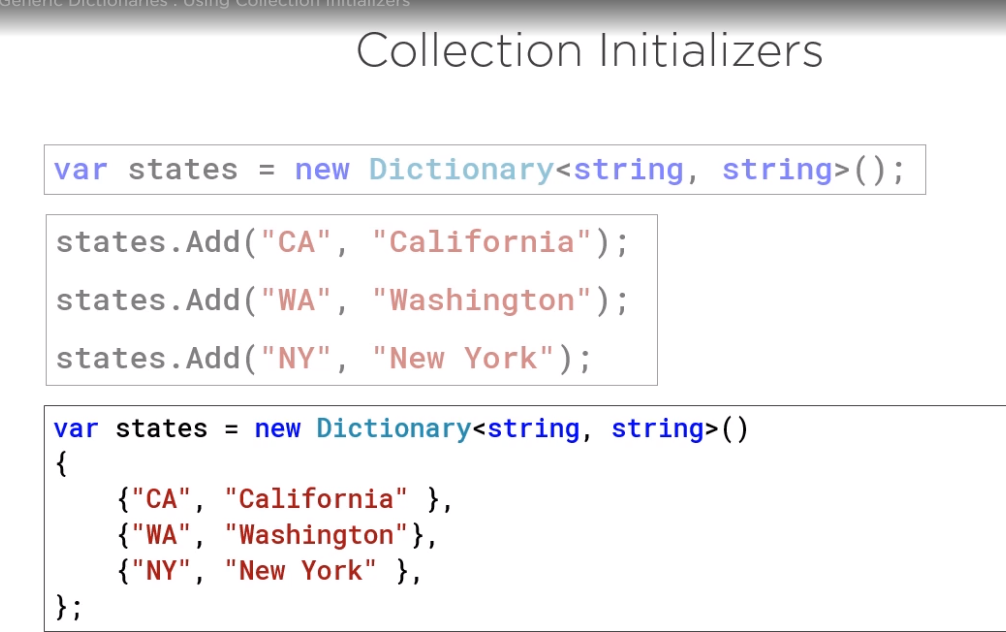 Generic Dictionaries : Using Collection Initializers
Collection Initializers
var states = new Dictionary<string, string>();
states.Add("CA", "California");
states.Add("WA", "Washington");
states.Add("NY", "New York");
var states = new Dictionary<string, string>()
{
    {"CA", "California" },
    {"WA", "Washington"},
    {"NY", "New York" },
};